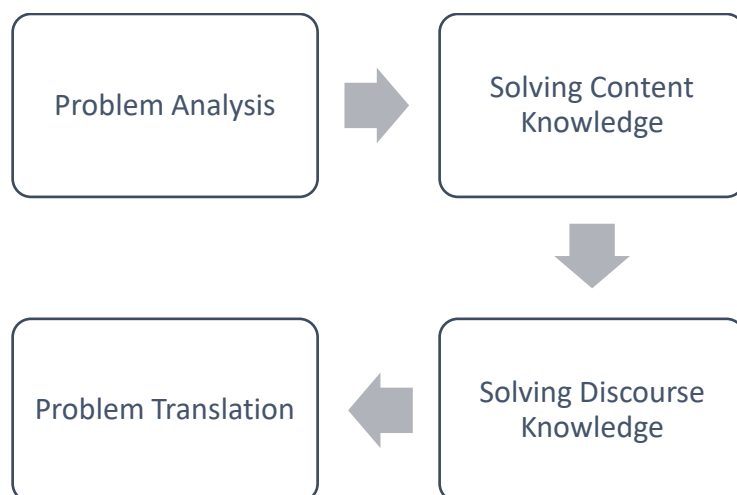 Problem Analysis
Solving Content
Knowledge
Solving Discourse
Knowledge
Problem Translation